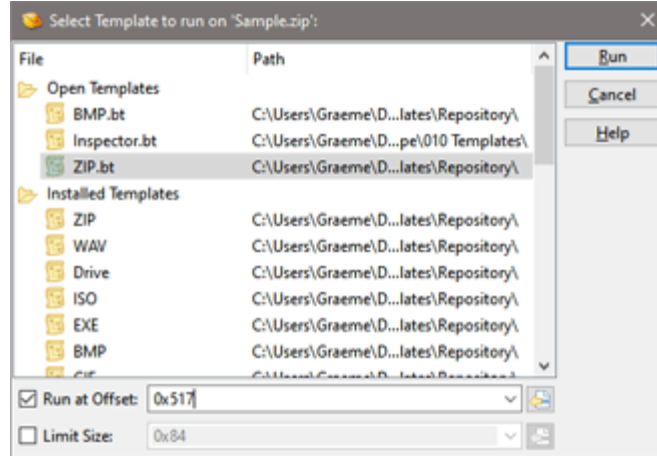 Select Template to run on 'Sample.zip':
File Path Run
Open Templates Cancel
BMP.bt C:\Users\Graeme\D...lates\Repository\
Inspector.bt C:\Users\Graeme\D...pe\010 Templates\ Help
ZIP.bt C:\Users\Graeme\D...lates\Repository\
Installed Templates
ZIP C:\Users\Graeme\D...lates\Repository\
WAV C:\Users\Graeme\D...lates\Repository\
Drive C:\Users\Graeme\D...lates\Repository\
ISO C:\Users\Graeme\D...lates\Repository\
EXE C:\Users\Graeme\D...lates\Repository\
BMP C:\Users\Graeme\D...lates\Repository\
Run at Offset: 0x517
Limit Size: 0x84